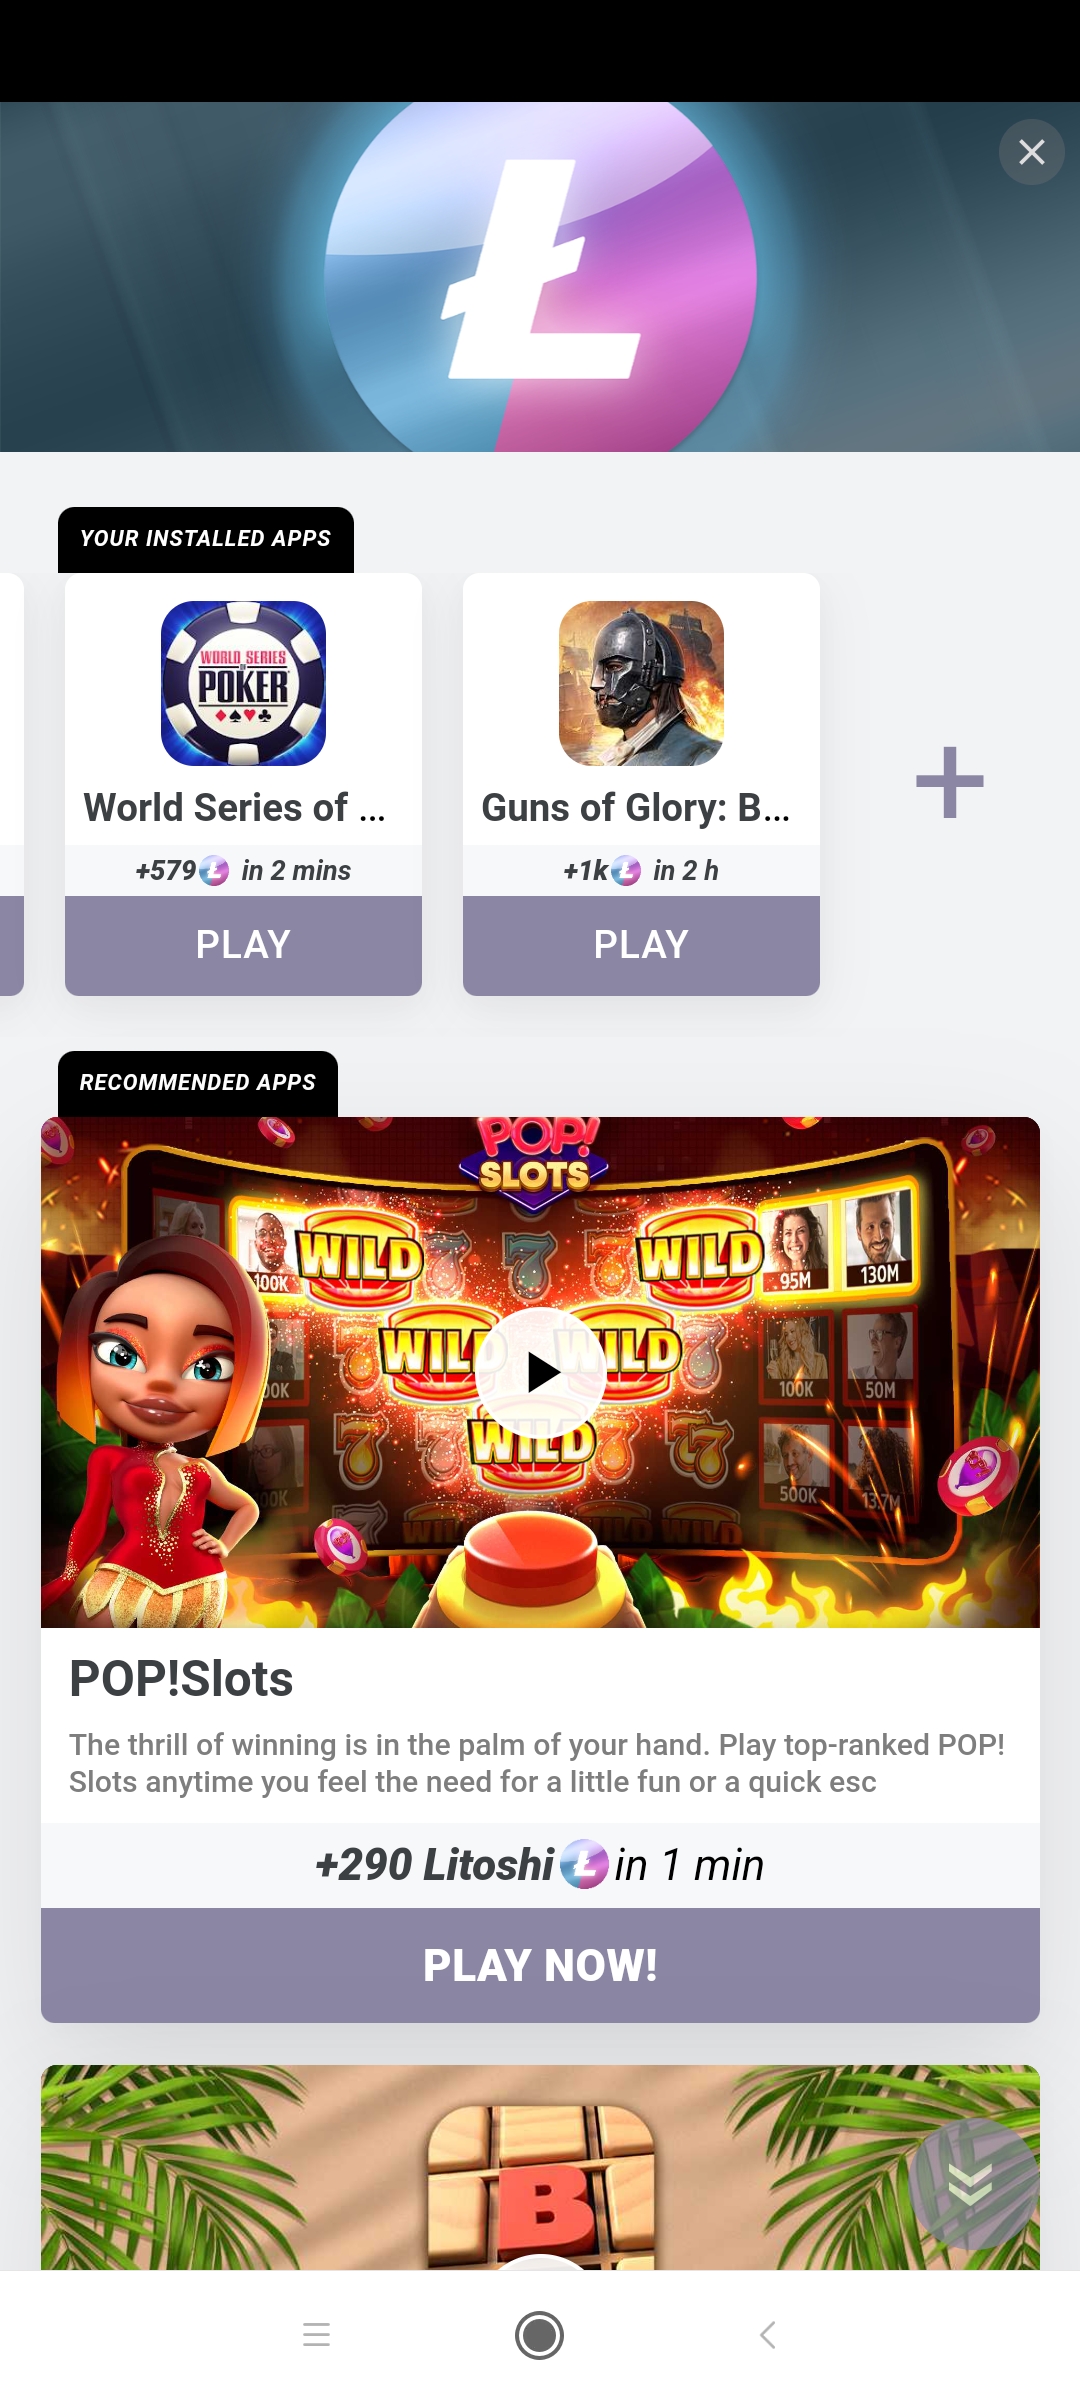 YOUR INSTALLED APPS
WORLD SERIES
OF
POKER
World Series of ...
Guns of Glory: B...
+579 in 2 mins
+1k in 2 h
PLAY
PLAY
RECOMMENDED APPS
POP!
SLOTS
WILD
WILD
100K
95M
130M
WILD
WILD
100K
50M
WILD
500K
13.7M
WILD
WILD
POP!Slots
The thrill of winning is in the palm of your hand. Play top-ranked POP!
Slots anytime you feel the need for a little fun or a quick esc
+290 Litoshi Ł in 1 min
PLAY NOW!
B